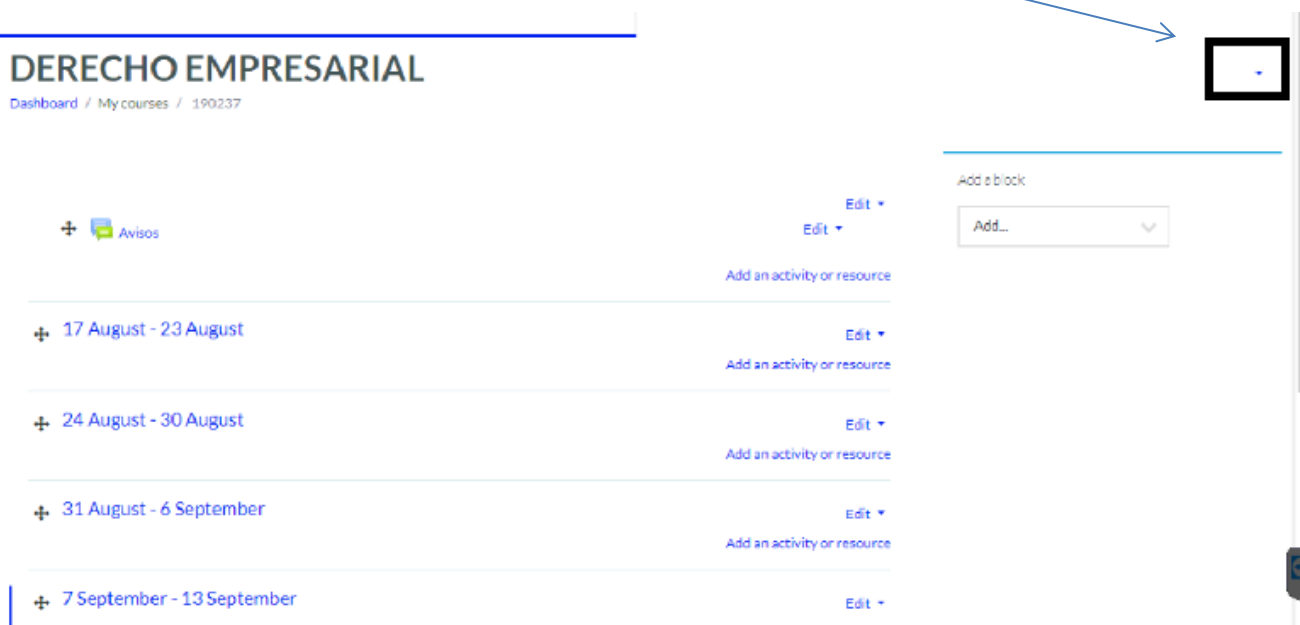 DERECHO EMPRESARIAL
Dashboard / My courses / 190237
Add a block
Add...
Edit
Avisos
Edit
Add an activity or resource
17 August - 23 August
Edit
Add an activity or resource
24 August - 30 August
Edit
Add an activity or resource
31 August - 6 September
Edit
Add an activity or resource
7 September - 13 September
Edit